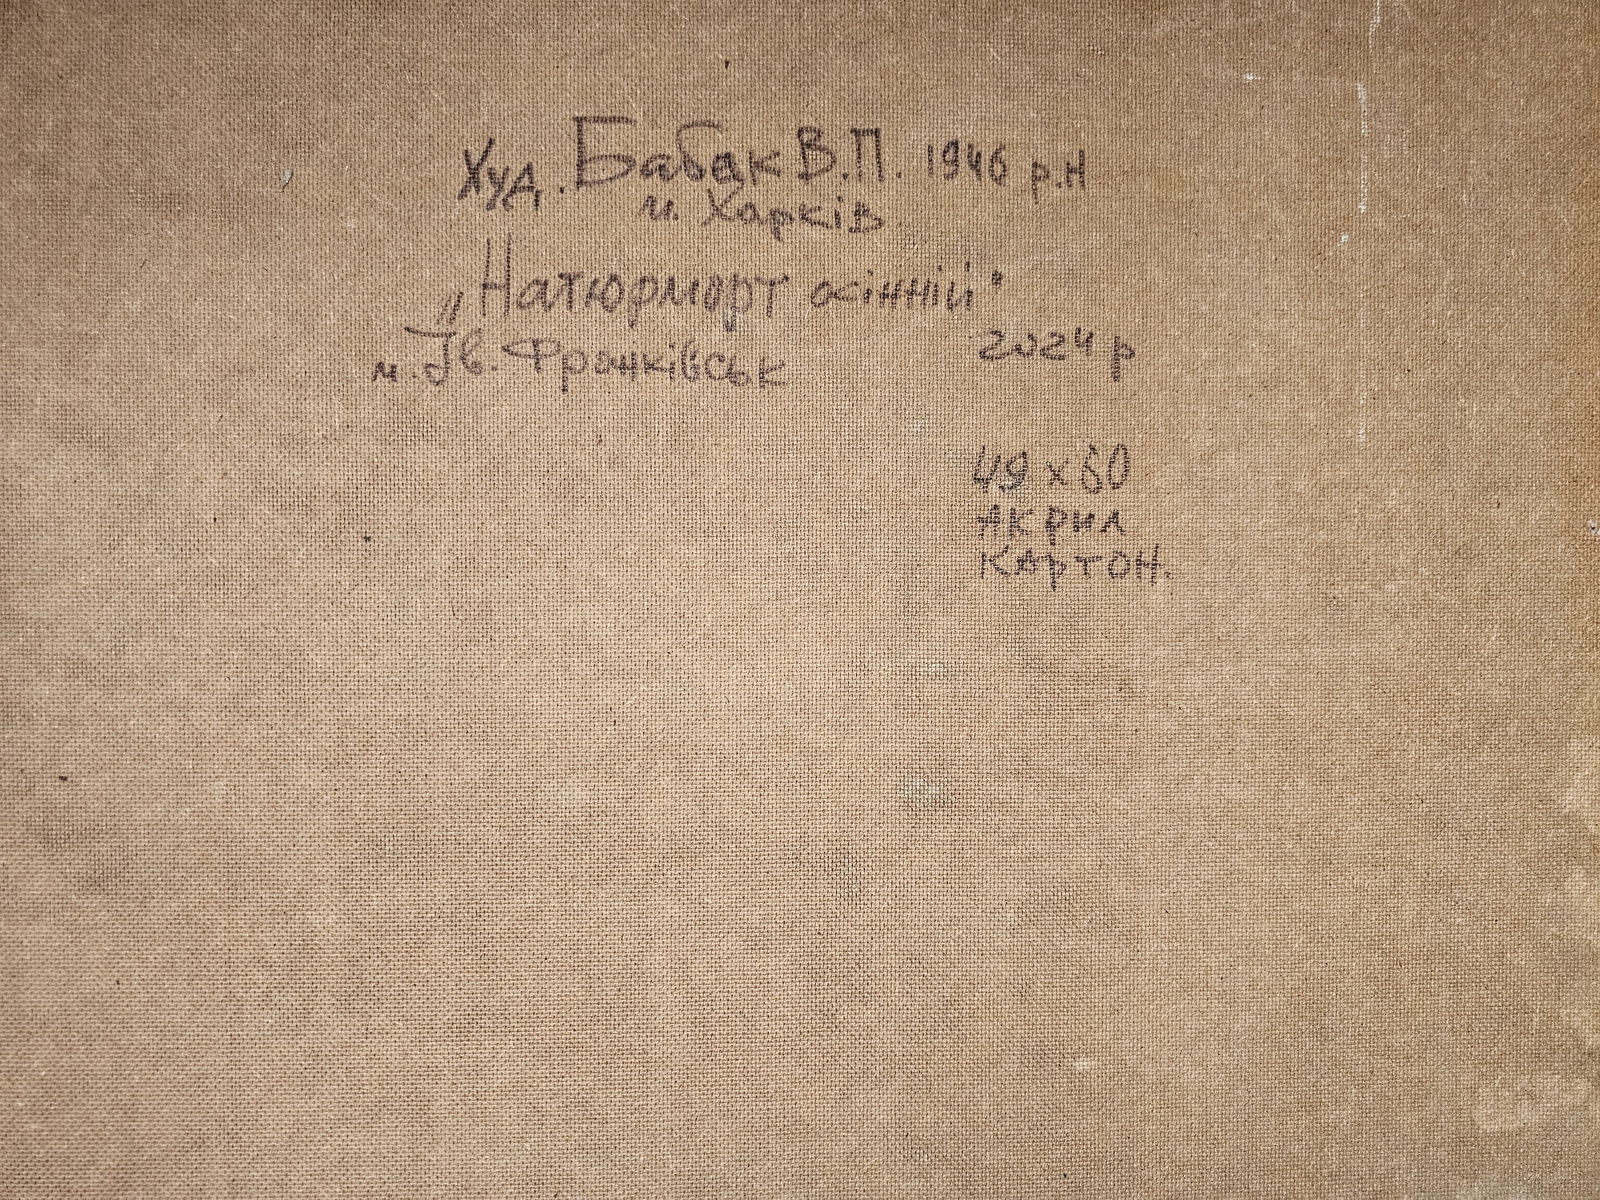 Худ. Бабак В.П. 1946 р.н
м. Харків
„Натюрморт осінній"
м. Ів. Франківськ 2024 р
49 х 60
Акрил
Картон.